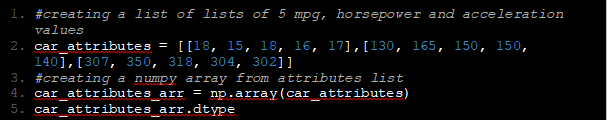 1. #creating a list of lists of 5 mpg, horsepower and acceleration
values
2. car_attributes = [[18, 15, 18, 16, 17],[130, 165, 150, 150,
140],[307, 350, 318, 304, 302]]
3. #creating a numpy array from attributes list
4. car_attributes_arr = np.array(car_attributes)
5. car_attributes_arr.dtype